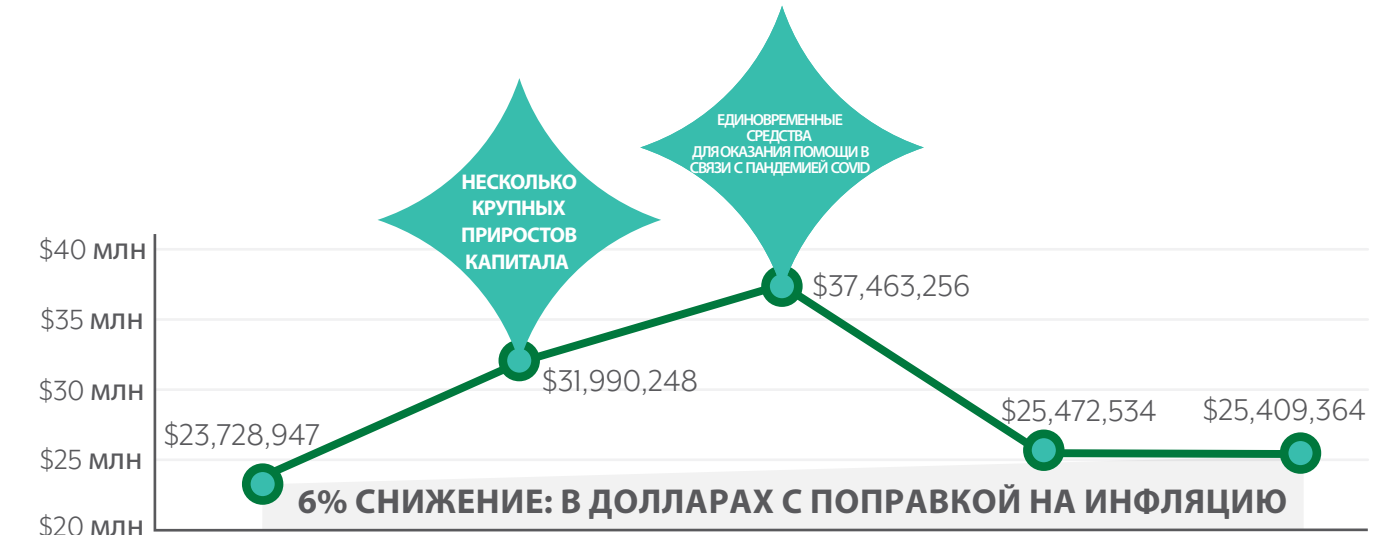 ЕДИНОВРЕМЕННЫЕ
СРЕДСТВА
ДЛЯ ОКАЗАНИЯ ПОМОЩИ В
СВЯЗИ С ПАНДЕМИЕЙ COVID
НЕСКОЛЬКО
КРУПНЫХ
ПРИРОСТОВ
КАПИТАЛА
$40 МЛН
$37,463,256
$35 МЛН
$31,990,248
$30 МЛН
$25,472,534
$25,409,364
$23,728,947
$25 МЛН
6% СНИЖЕНИЕ: В ДОЛЛАРАХ С ПОПРАВКОЙ НА ИНФЛЯЦИЮ
$20 МЛН